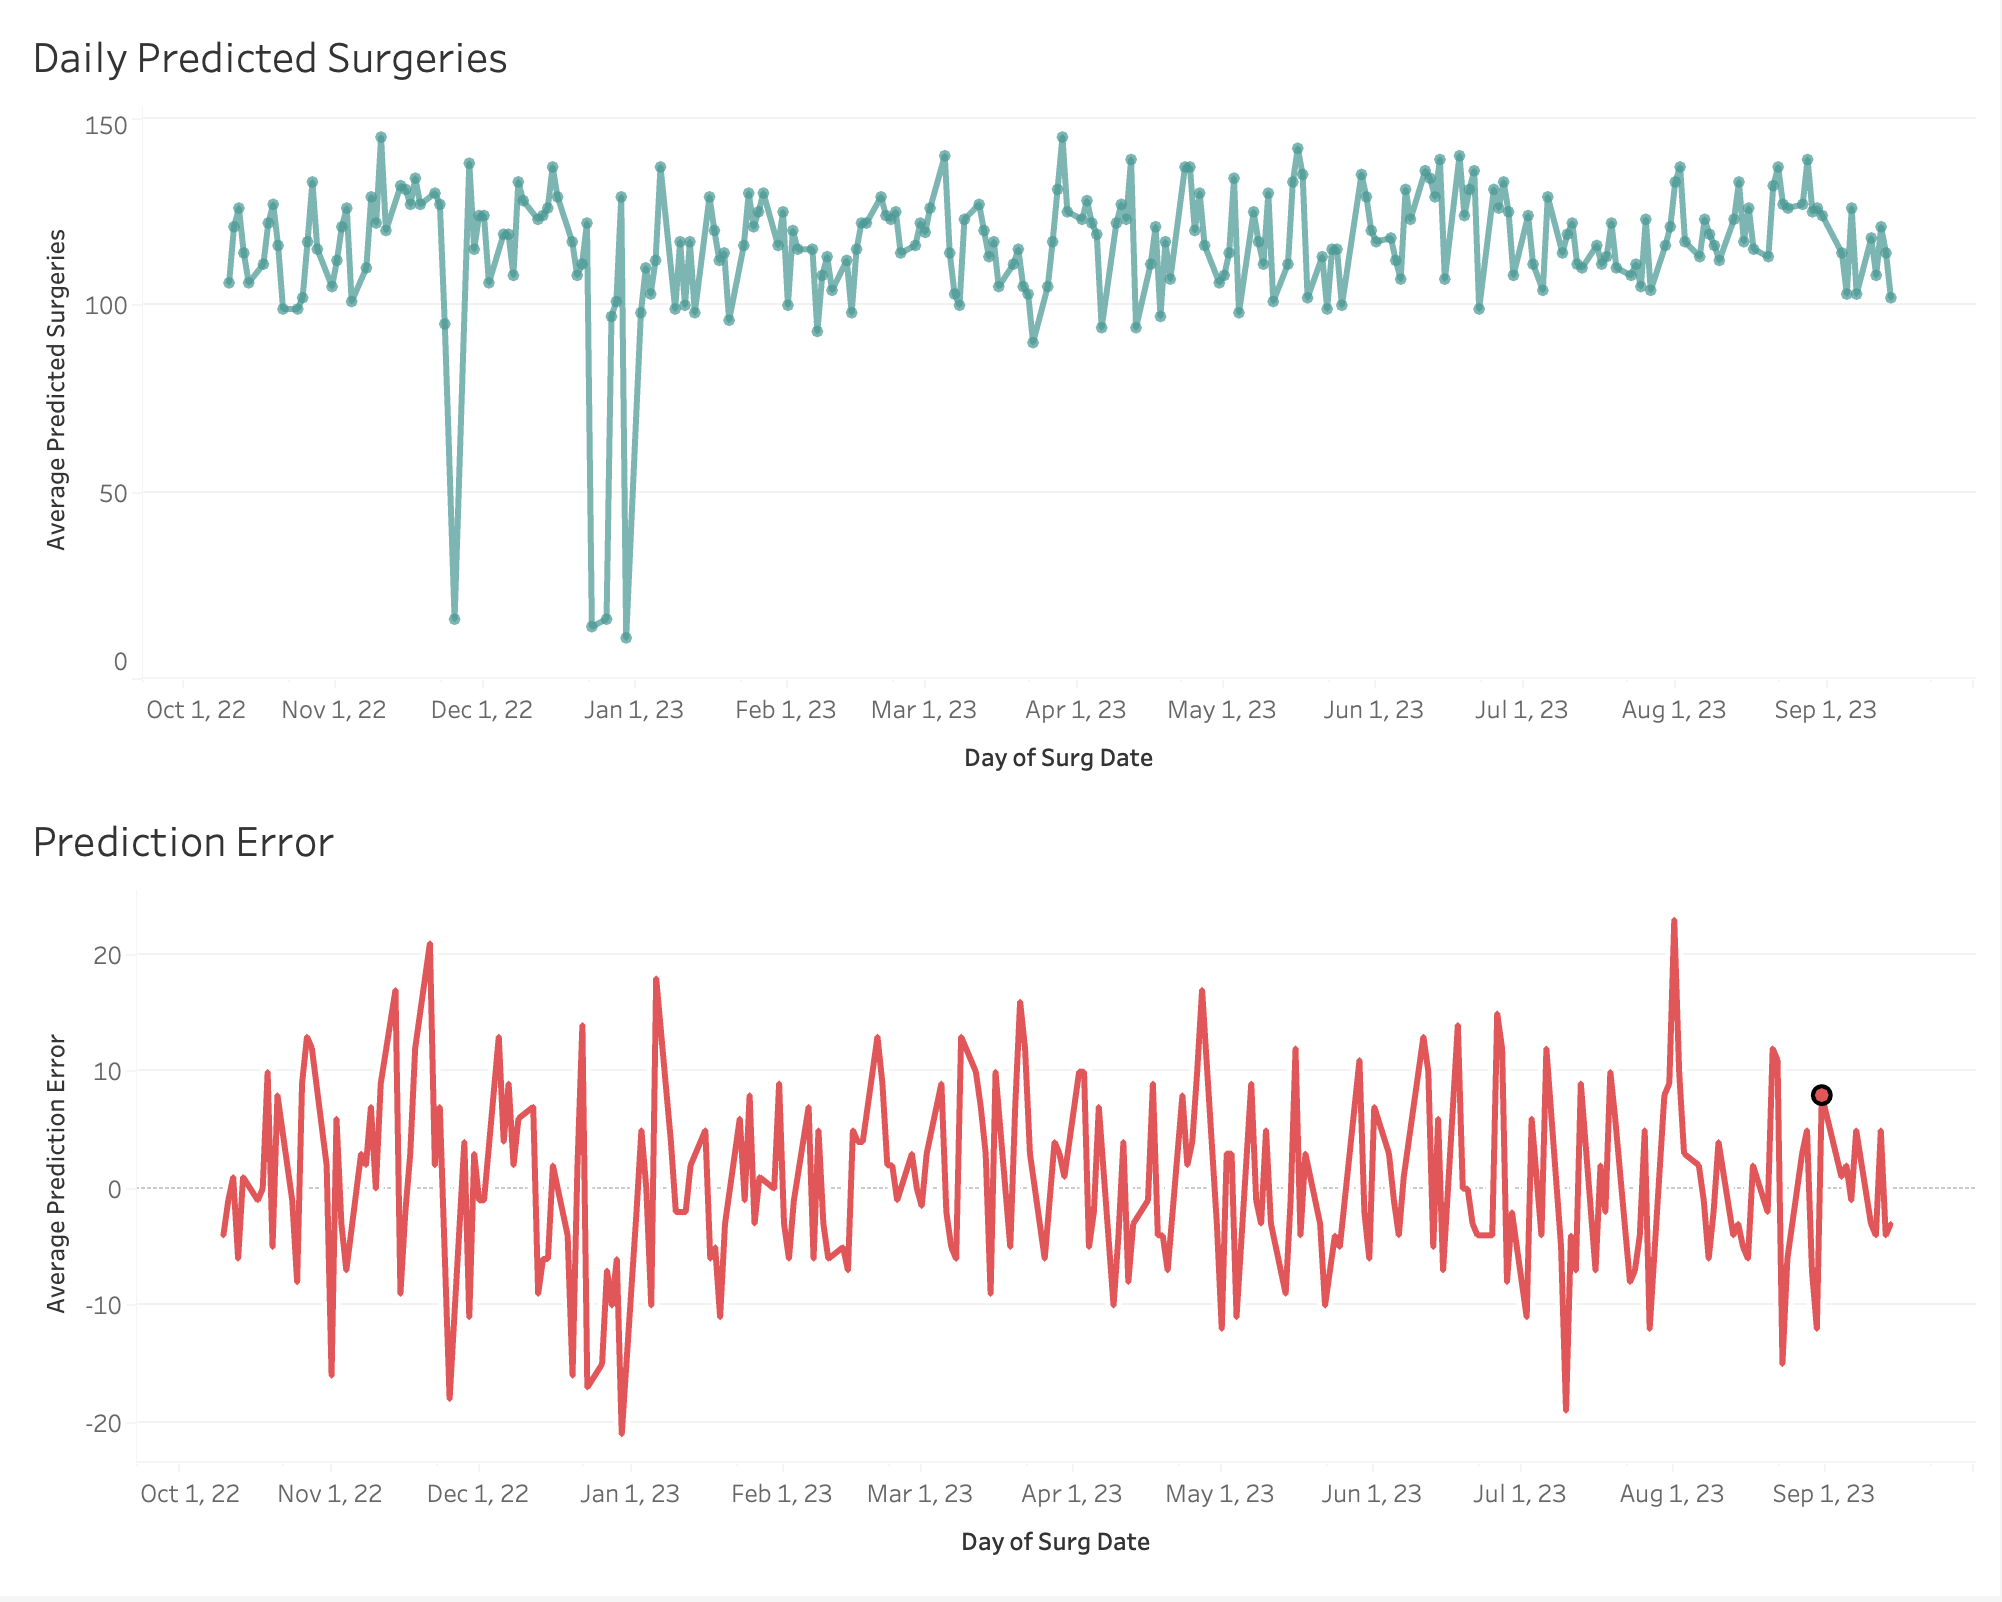 Daily Predicted Surgeries
150
100
50
0
Average Predicted Surgeries
Oct 1, 22 Nov 1, 22 Dec 1, 22 Jan 1, 23 Feb 1, 23 Mar 1, 23 Apr 1, 23 May 1, 23 Jun 1, 23 Jul 1, 23 Aug 1, 23 Sep 1, 23
Day of Surg Date
Prediction Error
20
10
0
-10
-20
Average Prediction Error
Oct 1, 22 Nov 1, 22 Dec 1, 22 Jan 1, 23 Feb 1, 23 Mar 1, 23 Apr 1, 23 May 1, 23 Jun 1, 23 Jul 1, 23 Aug 1, 23 Sep 1, 23
Day of Surg Date